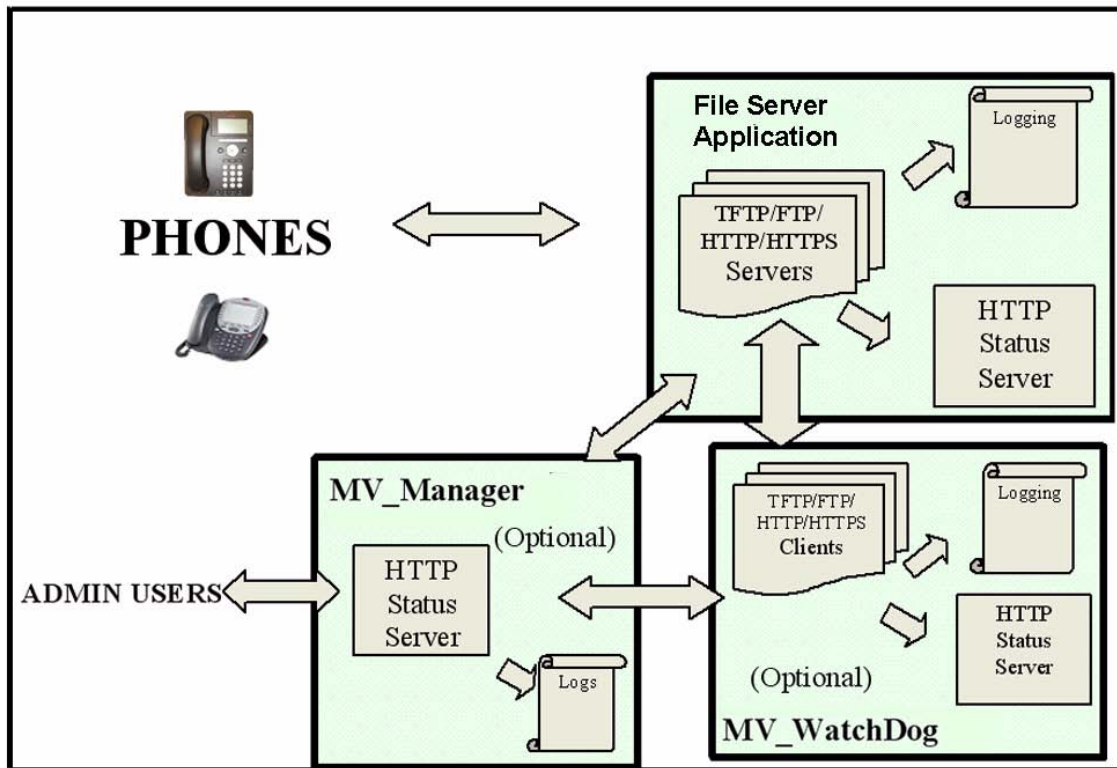 File Server
Application
Logging
TFTP/FTP/
HTTP/HTTPS
Servers
HTTP
Status
Server
PHONES
MV_Manager
(Optional)
HTTP
Status
Server
Logs
ADMIN USERS
TFTP/FTP/
HTTP/HTTPS
Clients
Logging
HTTP
Status
Server
(Optional)
MV_WatchDog